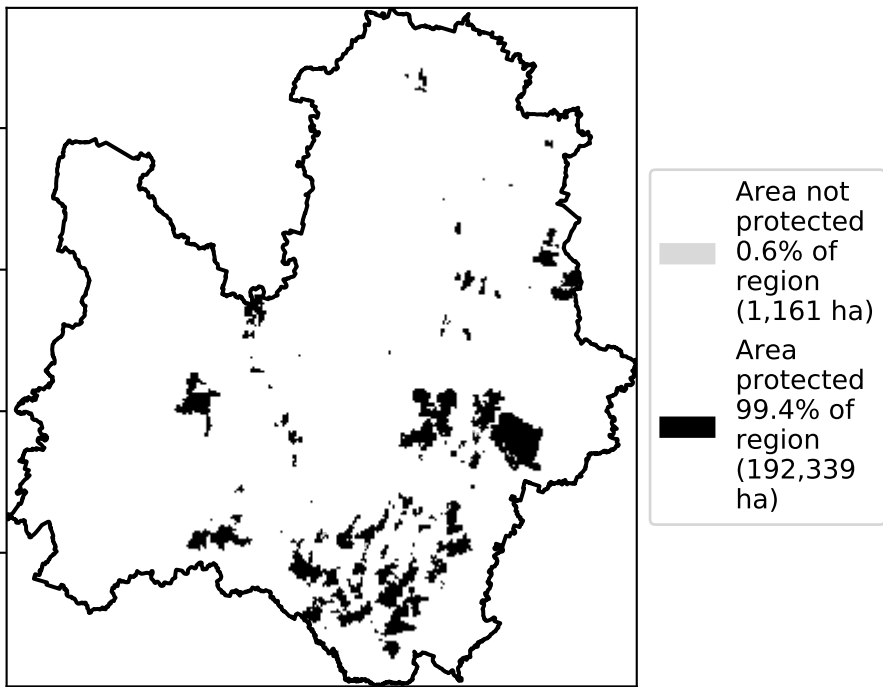 Area not
protected
0.6% of
region
(1,161 ha)
Area
protected
99.4% of
region
(192,339
ha)